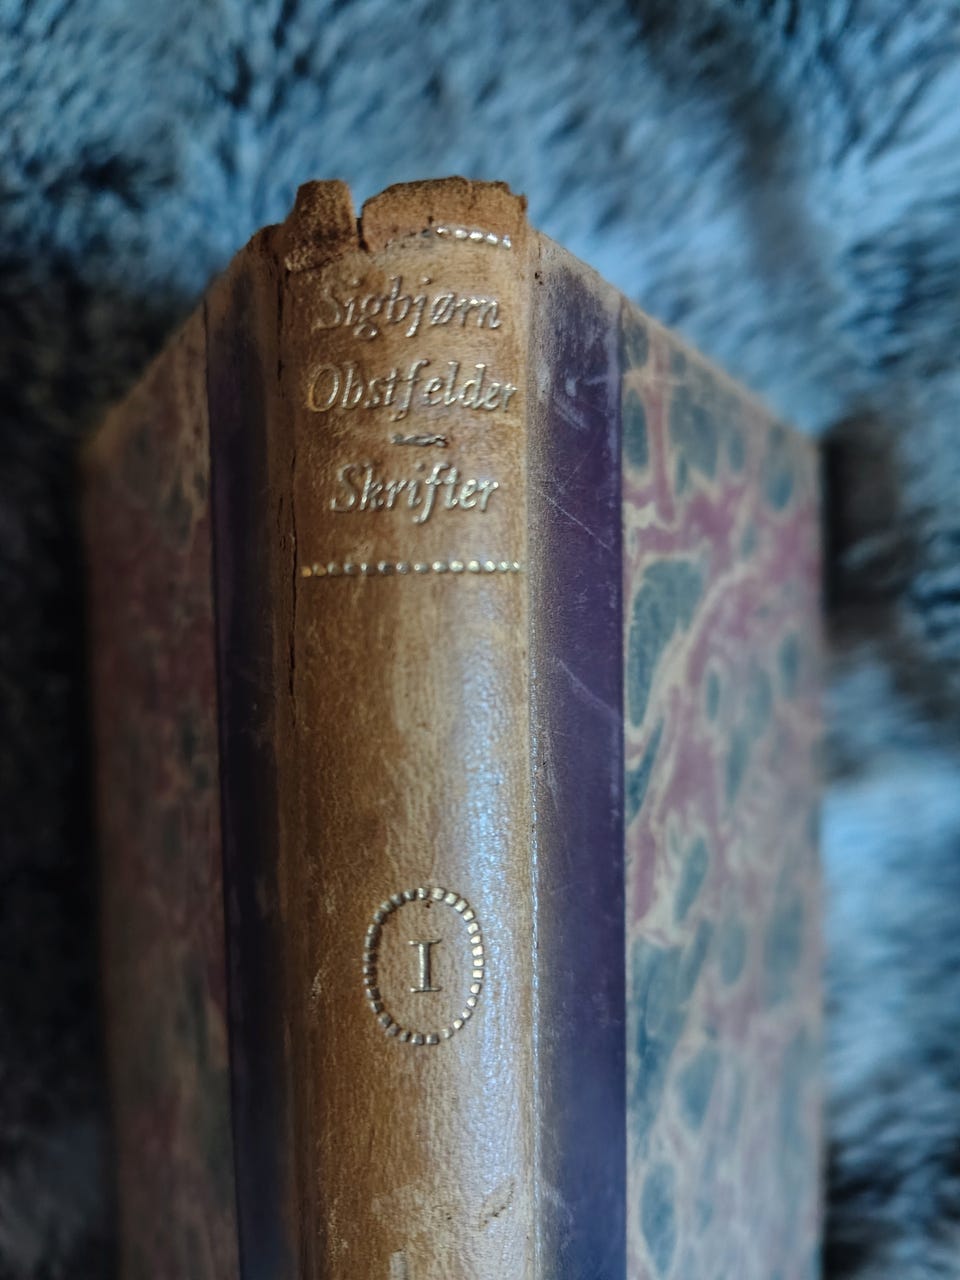 Sigbjørn
Obstfelder
Skrifter
I